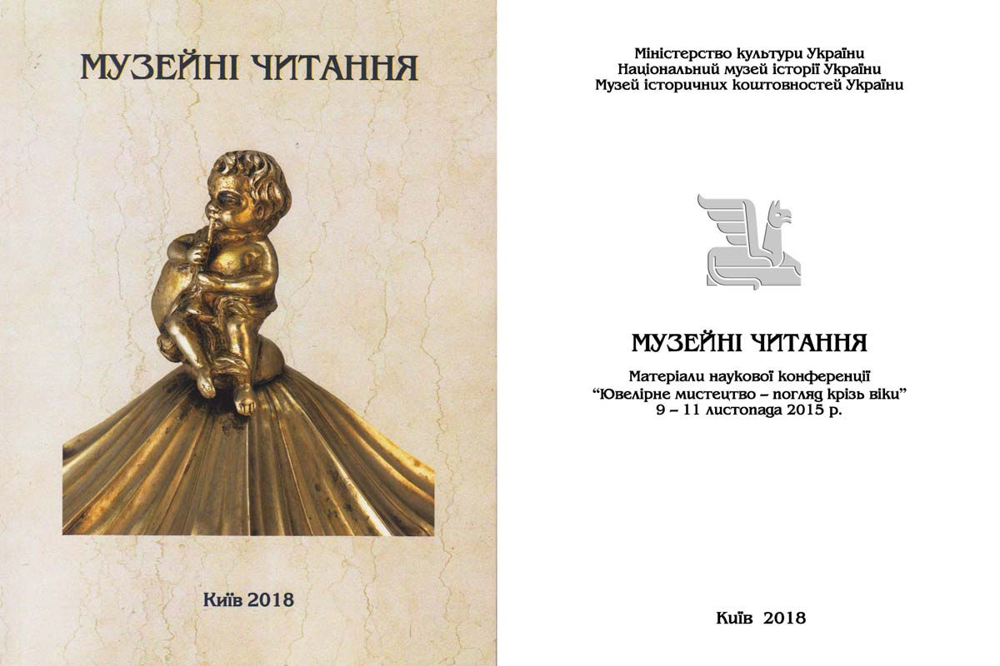 МУЗЕЙНІ ЧИТАННЯ
Київ 2018
Міністерство культури України
Національний музей історії України
Музей історичних коштовностей України
МУЗЕЙНІ ЧИТАННЯ
Матеріали наукової конференції
“Ювелірне мистецтво – погляд крізь віки”
9 – 11 листопада 2015 р.
Київ 2018